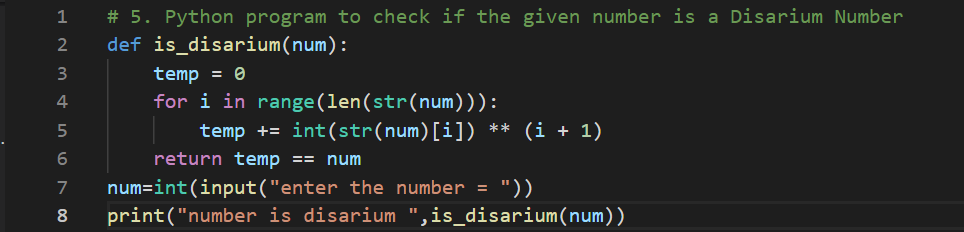 1 # 5. Python program to check if the given number is a Disarium Number
2 def is_disarium(num):
3     temp = 0
4     for i in range(len(str(num))):
5         temp += int(str(num)[i]) ** (i + 1)
6     return temp == num
7 num=int(input("enter the number = "))
8 print("number is disarium ",is_disarium(num))